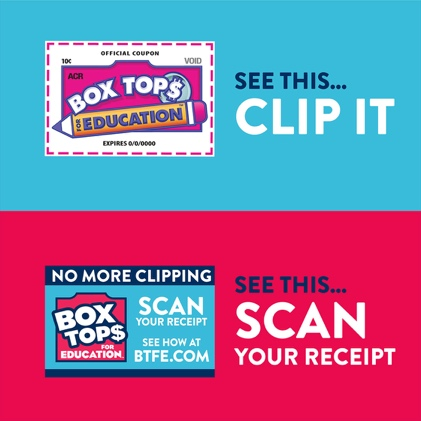 OFFICIAL COUPON
10¢
VOID
ACR
BOX TOP$
FOR EDUCATION
EXPIRES 0/0/0000
SEE THIS...
CLIP IT
NO MORE CLIPPING
BOX
TOP$
FOR
EDUCATION
SCAN
YOUR RECEIPT
SEE HOW AT
BTFE.COM
SEE THIS...
SCAN
YOUR RECEIPT